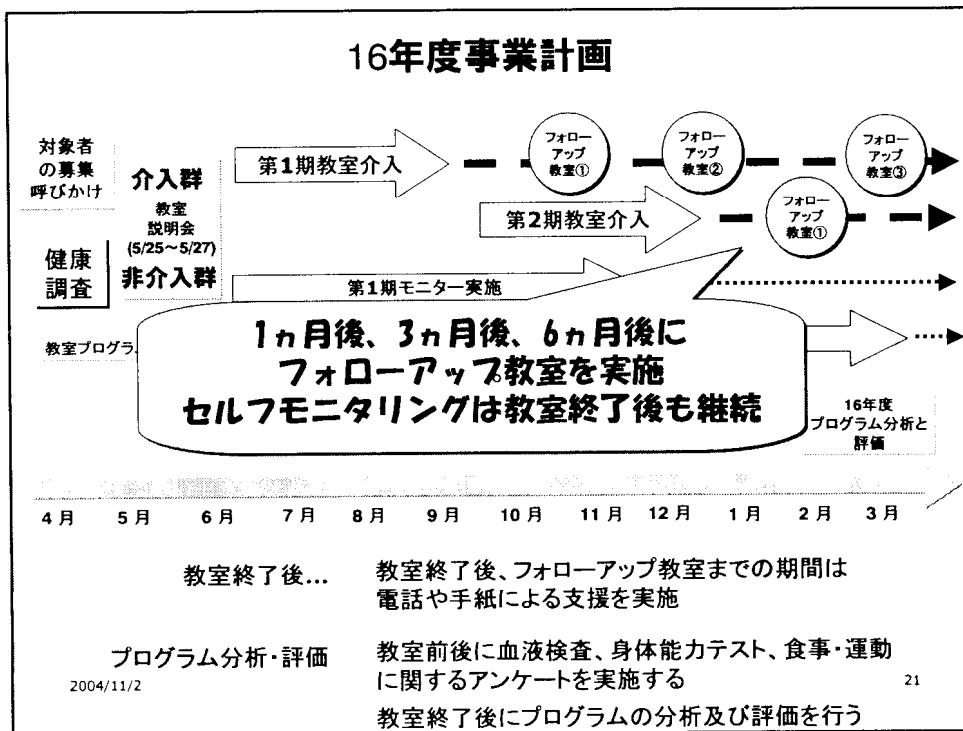 16年度事業計画
対象者
の募集
呼びかけ
介入群
教室
説明会
(5/25～5/27)
非介入群
健康
調査
第1期教室介入
フォロー
アップ
教室①
フォロー
アップ
教室②
フォロー
アップ
教室③
第2期教室介入
フォロー
アップ
教室①
第1期モニター実施
教室プログラ
1ヵ月後、3ヵ月後、6ヵ月後に
フォローアップ教室を実施
セルフモニタリングは教室終了後も継続
16年度
プログラム分析と
評価
4月 5月 6月 7月 8月 9月 10月 11月 12月 1月 2月 3月
教室終了後...
教室終了後、フォローアップ教室までの期間は
電話や手紙による支援を実施
プログラム分析・評価
教室前後に血液検査、身体能力テスト、食事・運動
に関するアンケートを実施する
教室終了後にプログラムの分析及び評価を行う
2004/11/2
21